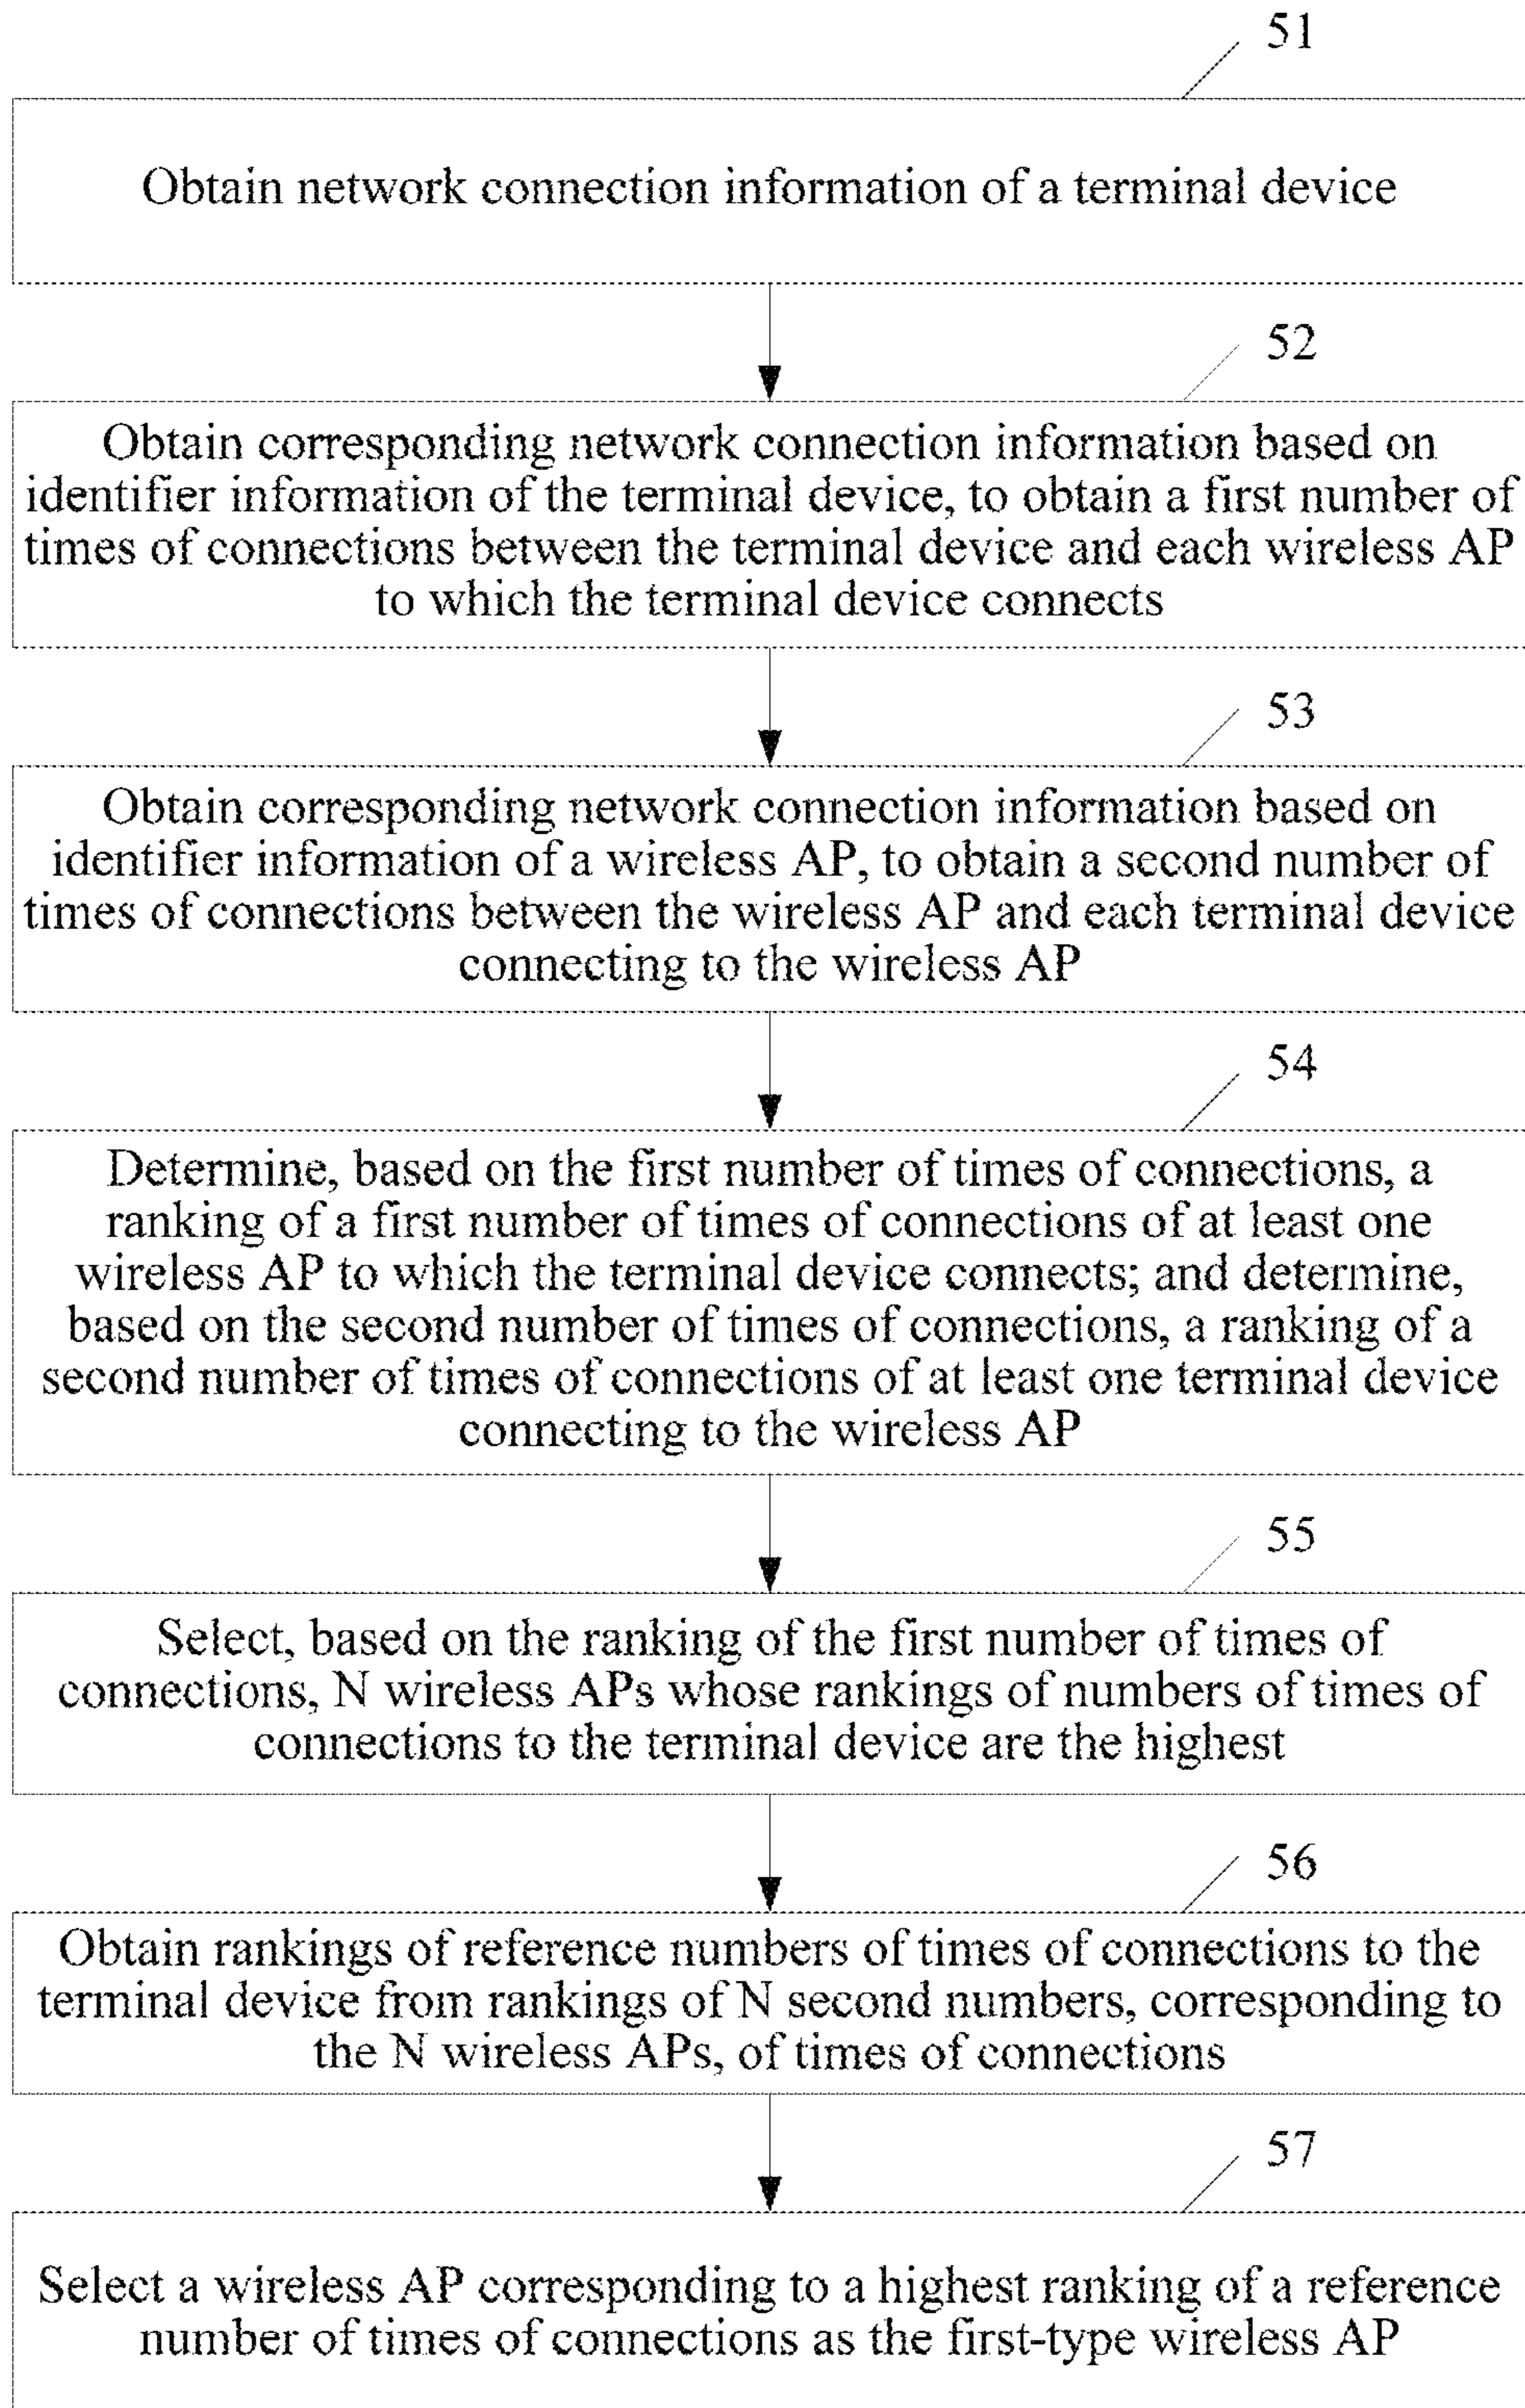 51
Obtain network connection information of a terminal device
52
Obtain corresponding network connection information based on
identifier information of the terminal device, to obtain a first number of
times of connections between the terminal device and each wireless AP
to which the terminal device connects
53
Obtain corresponding network connection information based on
identifier information of a wireless AP, to obtain a second number of
times of connections between the wireless AP and each terminal device
connecting to the wireless AP
54
Determine, based on the first number of times of connections, a
ranking of a first number of times of connections of at least one
wireless AP to which the terminal device connects; and determine,
based on the second number of times of connections, a ranking of a
second number of times of connections of at least one terminal device
connecting to the wireless AP
55
Select, based on the ranking of the first number of times of
connections, N wireless APs whose rankings of numbers of times of
connections to the terminal device are the highest
56
Obtain rankings of reference numbers of times of connections to the
terminal device from rankings of N second numbers, corresponding to
the N wireless APs, of times of connections
57
Select a wireless AP corresponding to a highest ranking of a reference
number of times of connections as the first-type wireless AP